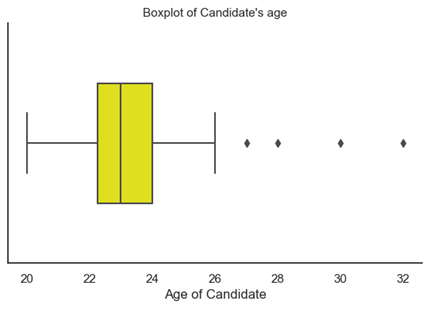 Boxplot of Candidate's age
20 22 24 26 28 30 32
Age of Candidate